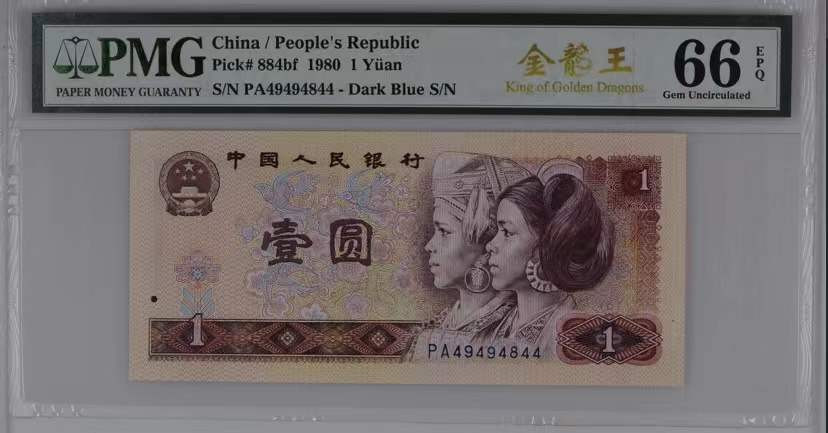 PMG
PAPER MONEY GUARANTY
China / People's Republic
Pick# 884bf 1980 1 Yüan
S/N PA49494844 - Dark Blue S/N
金龍王
King of Golden Dragons
66 EPQ
Gem Uncirculated
中国人民银行
1
壹圆
1
PA49494844
1